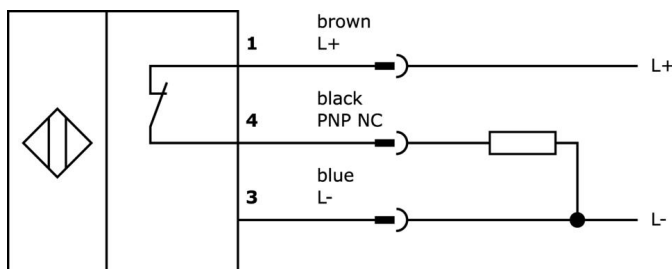 brown
1 L+
L+
black
4 PNP NC
blue
3 L-
L-